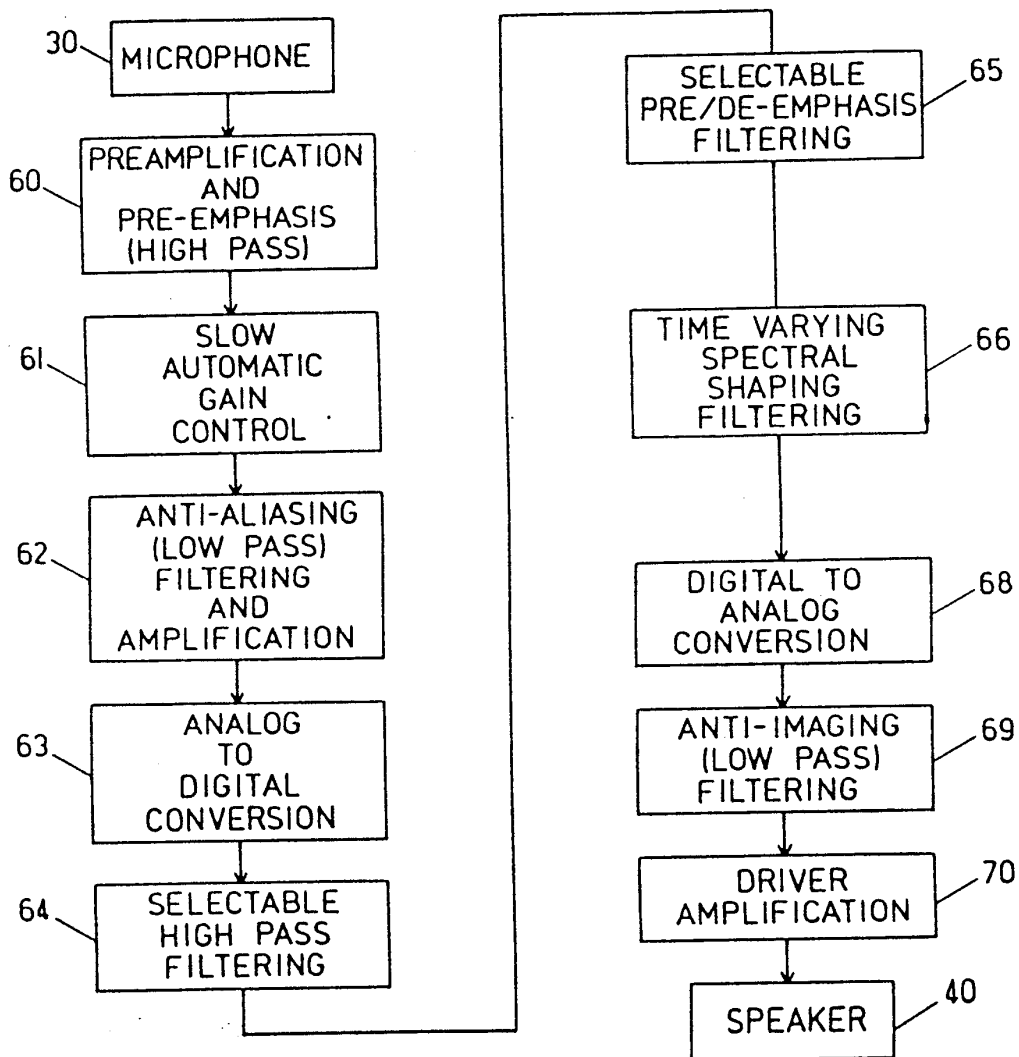 30
MICROPHONE
60
PREAMPLIFICATION
AND
PRE-EMPHASIS
(HIGH PASS)
61
SLOW
AUTOMATIC
GAIN
CONTROL
62
ANTI-ALIASING
(LOW PASS)
FILTERING
AND
AMPLIFICATION
63
ANALOG
TO
DIGITAL
CONVERSION
64
SELECTABLE
HIGH PASS
FILTERING
SELECTABLE
PRE/DE-EMPHASIS
FILTERING
65
TIME VARYING
SPECTRAL
SHAPING
FILTERING
66
DIGITAL TO
ANALOG
CONVERSION
68
ANTI-IMAGING
(LOW PASS)
FILTERING
69
DRIVER
AMPLIFICATION
70
SPEAKER
40